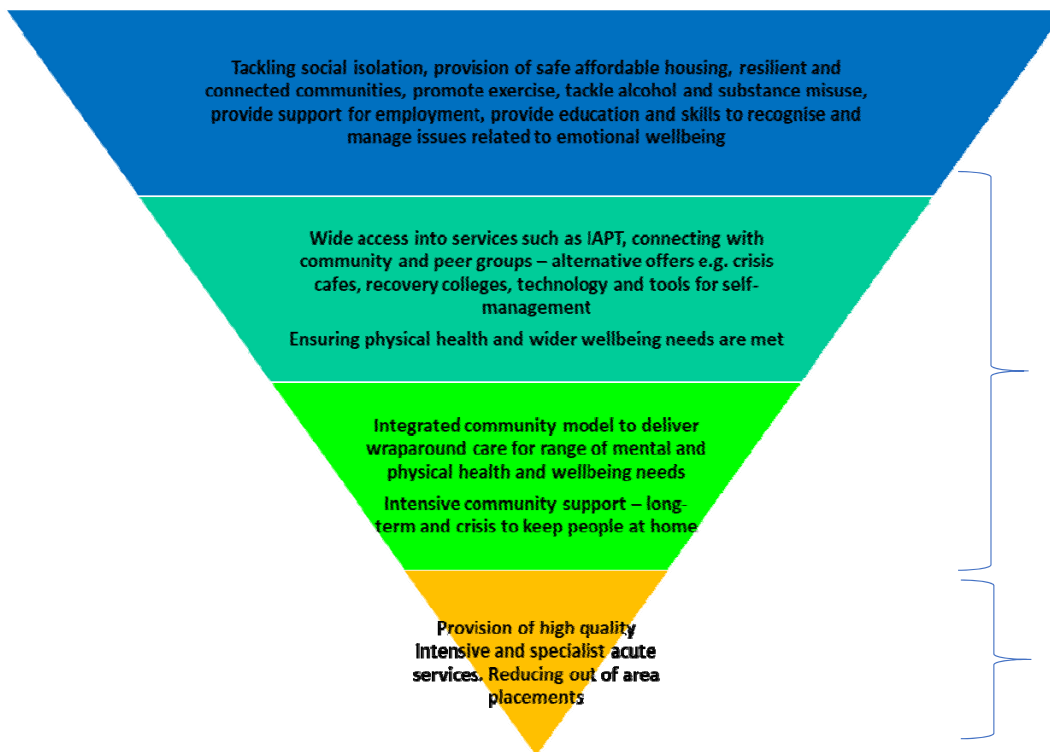 Tackling social isolation, provision of safe affordable housing, resilient and
connected communities, promote exercise, tackle alcohol and substance misuse,
provide support for employment, provide education and skills to recognise and
manage issues related to emotional wellbeing
Wide access into services such as IAPT, connecting with
community and peer groups – alternative offers e.g. crisis
cafes, recovery colleges, technology and tools for self-
management
Ensuring physical health and wider wellbeing needs are met
Integrated community model to deliver
wraparound care for range of mental and
physical health and wellbeing needs
Intensive community support – long-
term and crisis to keep people at home
Provision of high quality
intensive and specialist acute
services. Reducing out of area
placements